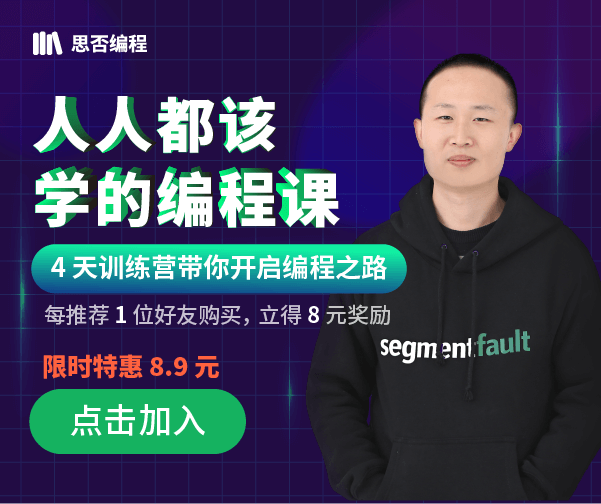 思否编程
人人都该
学的编程课
4 天训练营带你开启编程之路
每推荐 1 位好友购买，立得 8 元奖励
segmentfault
限时特惠 8.9 元
点击加入